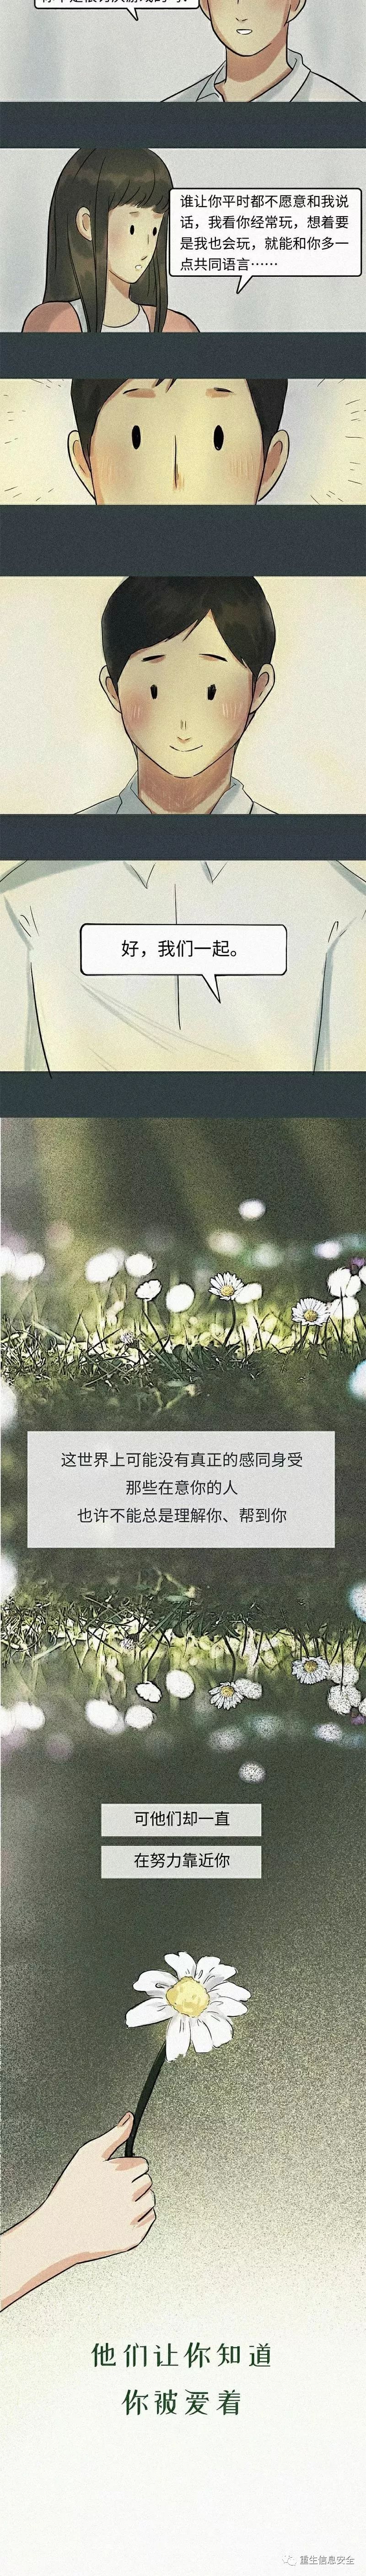 谁让你平时都不愿意和我说
话，我看你经常玩，想着要
是我也会玩，就能和你多一
点共同语言……
好，我们一起。
这世界上可能没有真正的感同身受
那些在意你的人
也许不能总是理解你、帮到你
可他们却一直
在努力靠近你
他们让你知道
你被爱着
重生信息安全